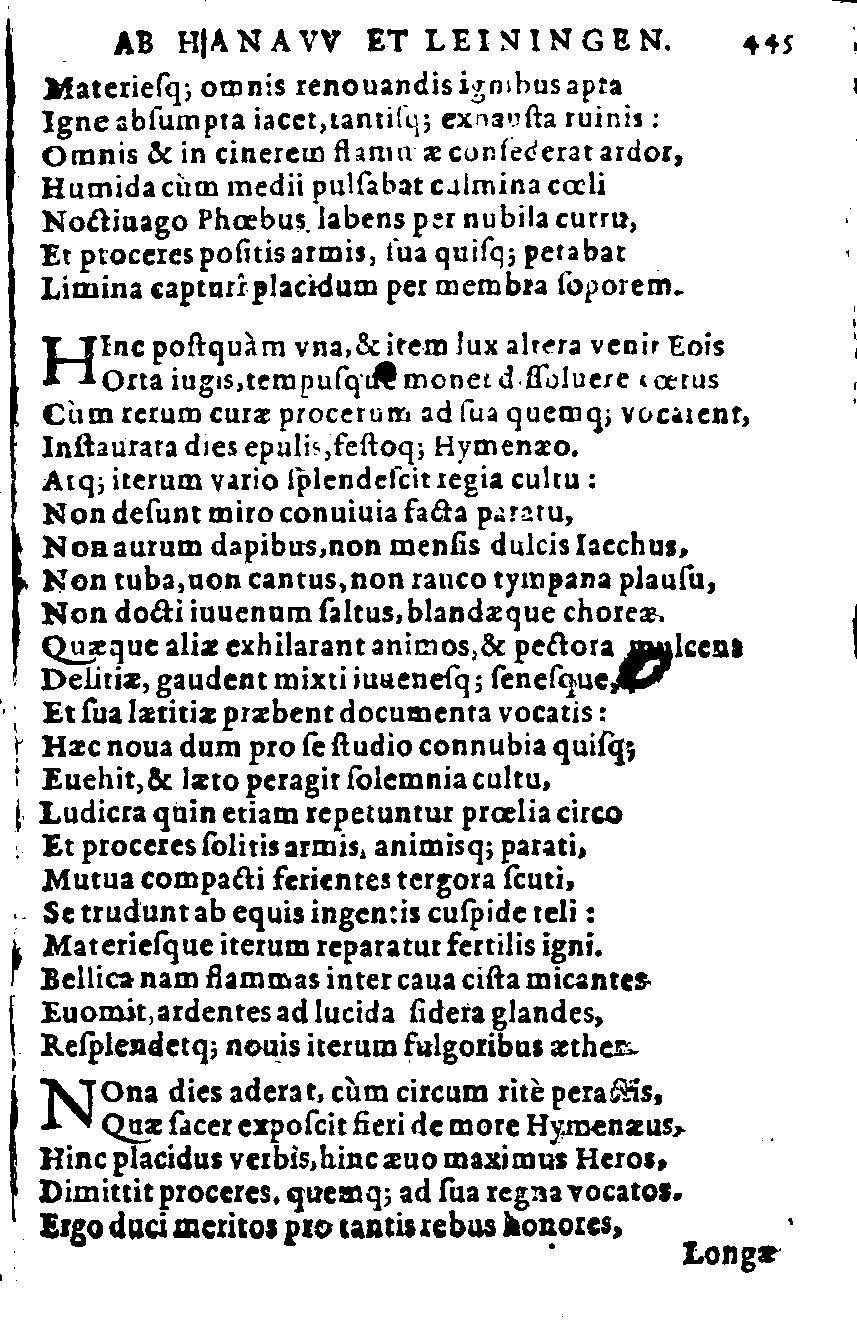 AB HANAVV ET LEININGEN. 445
Materieſq; omnis renouandis ignibus apta
Igne abſumpta iacet, tantiſq; exhauſta ruinis :
Omnis & in cinerem flammæ conſederat ardor,
Humida cùm medii pulſabat culmina cœli
Noctiuago Phœbus labens per nubila curru,
Et proceres poſitis armis, ſua quiſq; petabat
Limina capturî placidum per membra ſoporem.
HInc poſtquàm vna, & item lux altera venit Eois
Orta iugis, tempuſque monet diſſoluere cœtus
Cùm rerum curæ procerum ad ſua quemq; vocarent,
Inſtaurata dies epulis, feſtoq; Hymenæo.
Atq; iterum vario ſplendeſcit regia cultu :
Non deſunt miro conuiuia facta paratu,
Non aurum dapibus, non menſis dulcis Iacchus,
Non tuba, uon cantus, non rauco tympana plauſu,
Non docti iuuenum ſaltus, blandæque choreæ.
Quæque aliæ exhilarant animos, & pectora mulcent
Delitiæ, gaudent mixti iuueneſq; ſeneſque,
Et ſua lætitiæ præbent documenta vocatis :
Hæc noua dum pro ſe ſtudio connubia quiſq;
Euehit, & læto peragit ſolemnia cultu,
Ludicra quin etiam repetuntur prœlia circo
Et proceres ſolitis armis, animisq; parati,
Mutua compacti ferientes tergora ſcuti,
Se trudunt ab equis ingentis cuſpide teli :
Materieſque iterum reparatur fertilis igni.
Bellica nam flammas inter caua ciſta micantes
Euomit, ardentes ad lucida ſidera glandes,
Reſplendetq; nouis iterum fulgoribus æther.
NOna dies aderat, cùm circum ritè peractis,
Quæ ſacer expoſcit fieri de more Hymenæus,
Hinc placidus verbis, hinc æuo maximus Heros,
Dimittit proceres, quemq; ad ſua regna vocatos.
Ergo duci meritos pro tantis rebus honores,
Longæ